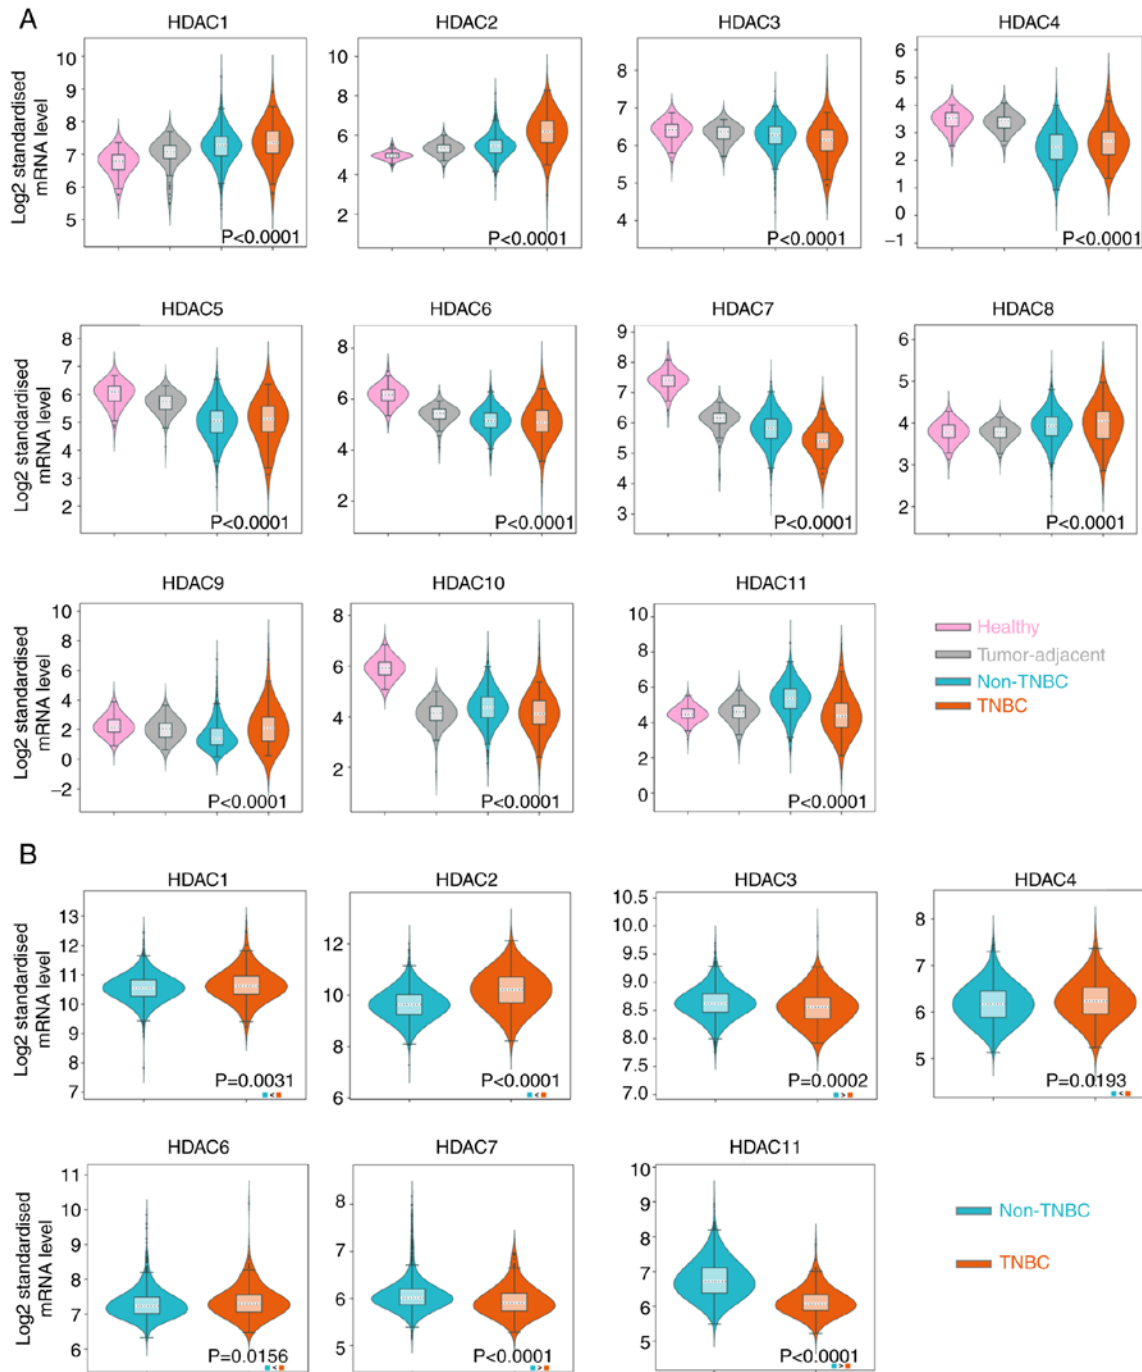 A
HDAC1 HDAC2 HDAC3 HDAC4
Log2 standardised
mRNA level
10 9 8 7 6 5
P<0.0001
10 8 6 4 2
P<0.0001
8 7 6 5 4
P<0.0001
6 5 4 3 2 1 0 −1
P<0.0001
HDAC5 HDAC6 HDAC7 HDAC8
Log2 standardised
mRNA level
8 7 6 5 4 3 2
P<0.0001
8 6 4 2
P<0.0001
9 8 7 6 5 4 3
P<0.0001
6 5 4 3 2
P<0.0001
HDAC9 HDAC10 HDAC11
Log2 standardised
mRNA level
10 8 6 4 2 0 −2
P<0.0001
8 6 4 2
P<0.0001
10 8 6 4 2 0
P<0.0001
Healthy
Tumor-adjacent
Non-TNBC
TNBC
B
HDAC1 HDAC2 HDAC3 HDAC4
Log2 standardised
mRNA level
13 12 11 10 9 8 7
P=0.0031
<
14 12 10 8 6
P<0.0001
<
10.5 10.0 9.5 9.0 8.5 8.0 7.5 7.0
P=0.0002
>
8 7 6 5
P=0.0193
<
HDAC6 HDAC7 HDAC11
Log2 standardised
mRNA level
11 10 9 8 7 6
P=0.0156
<
8 7 6 5
P<0.0001
>
10 9 8 7 6 5
P<0.0001
>
Non-TNBC
TNBC